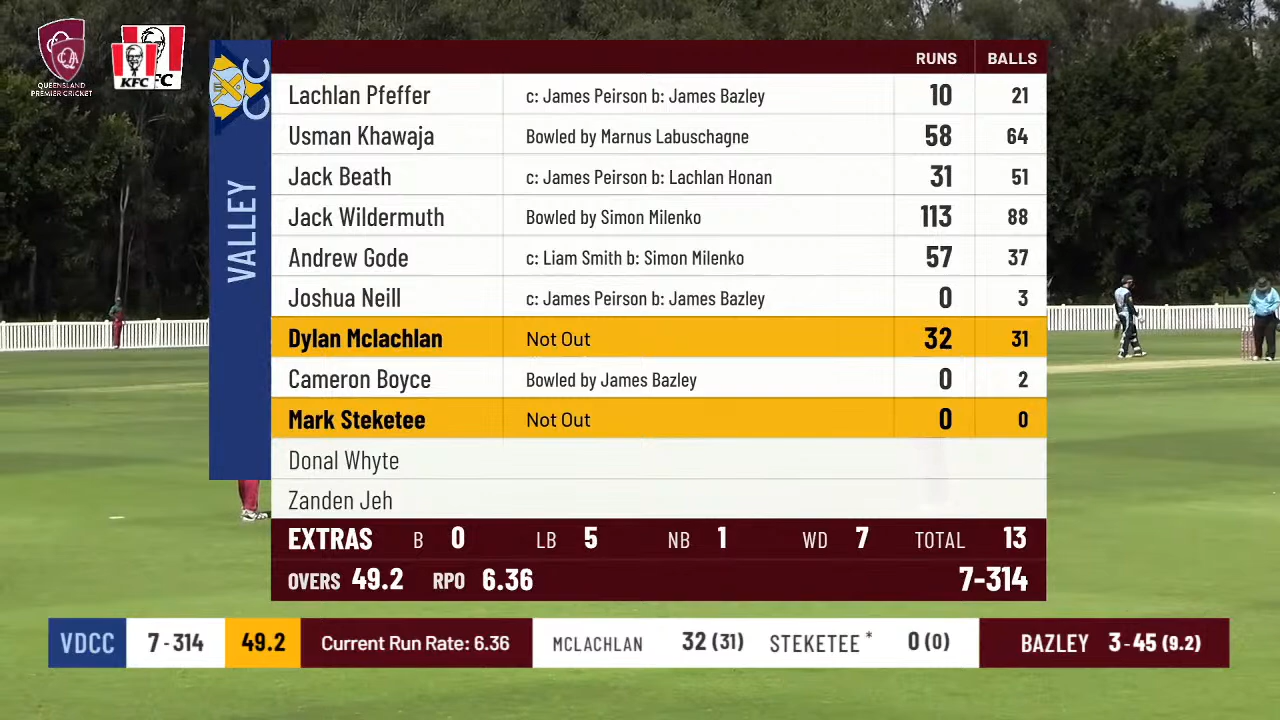 QUEENSLAND
PREMIER CRICKET
KFC
FC
VALLEY
RUNS BALLS
Lachlan Pfeffer c: James Peirson b: James Bazley 10 21
Usman Khawaja Bowled by Marnus Labuschagne 58 64
Jack Beath c: James Peirson b: Lachlan Honan 31 51
Jack Wildermuth Bowled by Simon Milenko 113 88
Andrew Gode c: Liam Smith b: Simon Milenko 57 37
Joshua Neill c: James Peirson b: James Bazley 0 3
Dylan Mclachlan Not Out 32 31
Cameron Boyce Bowled by James Bazley 0 2
Mark Steketee Not Out 0 0
Donal Whyte
Zanden Jeh
EXTRAS B 0 LB 5 NB 1 WD 7 TOTAL 13
OVERS 49.2 RPO 6.36 7-314
VDCC 7-314 49.2 Current Run Rate: 6.36 MCLACHLAN 32 (31) STEKETEE* 0 (0) BAZLEY 3-45 (9.2)